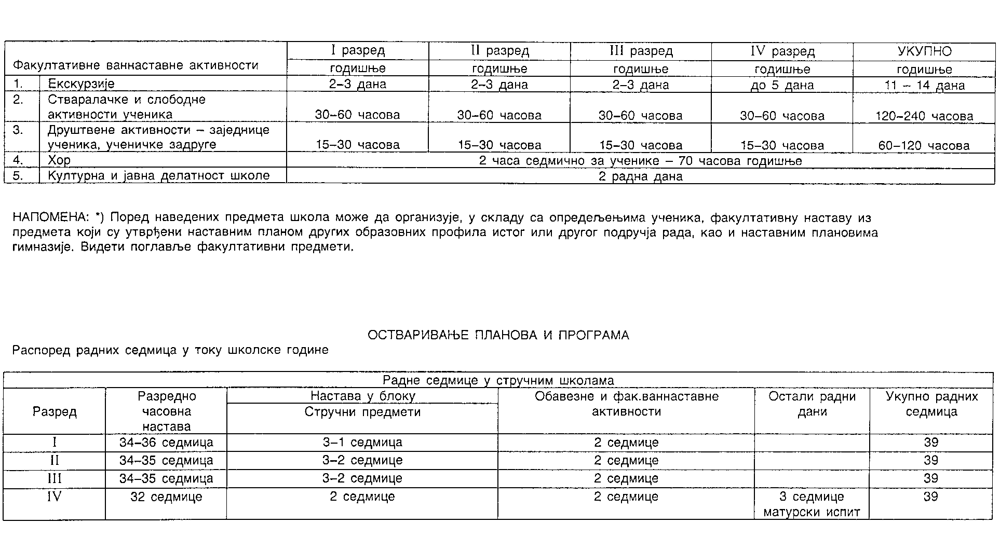 Факултативне ваннаставне активности | I разред | II разред | III разред | IV разред | УКУПНО
годишње | годишње | годишње | годишње | годишње
1. | Екскурзије | 2–3 дана | 2–3 дана | 2–3 дана | до 5 дана | 11 – 14 дана
2. | Стваралачке и слободне
активности ученика | 30–60 часова | 30–60 часова | 30–60 часова | 30–60 часова | 120–240 часова
3. | Друштвене активности – заједнице
ученика, ученичке задруге | 15–30 часова | 15–30 часова | 15–30 часова | 15–30 часова | 60–120 часова
4. | Хор | 2 часа седмично за ученике – 70 часова годишње
5. | Културна и јавна делатност школе | 2 радна дана
НАПОМЕНА: *) Поред наведених предмета школа може да организује, у складу са опредељењима ученика, факултативну наставу из
предмета који су утврђени наставним планом других образовних профила истог или другог подручја рада, као и наставним плановима
гимназије. Видети поглавље факултативни предмети.
ОСТВАРИВАЊЕ ПЛАНОВА И ПРОГРАМА
Распоред радних седмица у току школске године
Радне седмице у стручним школама
Разред | Разредно
часовна
настава | Настава у блоку
Стручни предмети | Обавезне и фак.ваннаставне
активности | Остали радни
дани | Укупно радних
седмица
I | 34–36 седмица | 3–1 седмица | 2 седмице | 39
II | 34–35 седмица | 3–2 седмице | 2 седмице | 39
III | 34–35 седмица | 3–2 седмице | 2 седмице | 39
IV | 32 седмице | 2 седмице | 2 седмице | 3 седмице
матурски испит | 39